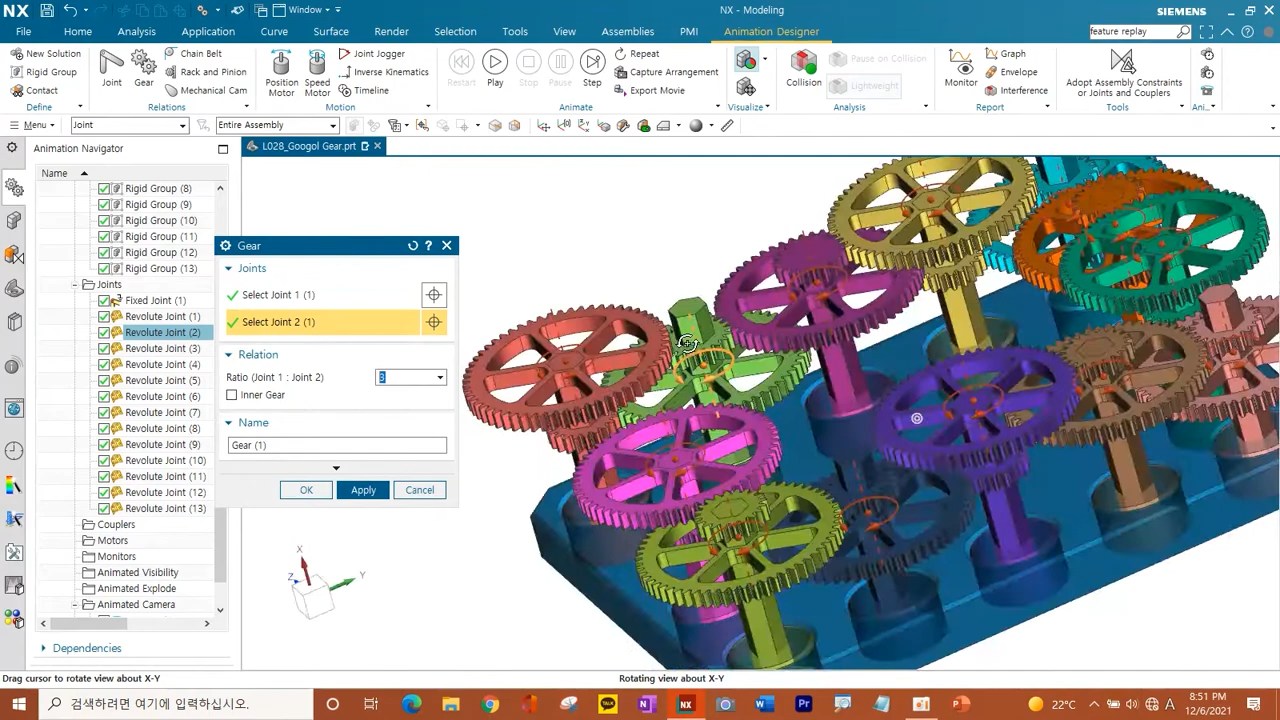 NX
Window
NX - Modeling
SIEMENS
File Home Analysis Application Curve Surface Render Selection Tools View Assemblies PMI Animation Designer
feature replay
New Solution
Rigid Group
Contact
Define
Joint
Gear
Chain Belt
Rack and Pinion
Mechanical Cam
Relations
Position Motor
Speed Motor
Joint Jogger
Inverse Kinematics
Timeline
Motion
Restart
Play
Stop
Pause
Step
Repeat
Capture Arrangement
Export Movie
Animate
Visualize
Collision
Pause on Collision
Lightweight
Analysis
Monitor
Graph
Envelope
Interference
Report
Adopt Assembly Constraints
or Joints and Couplers
Tools
Ani...
Menu
Joint
Entire Assembly
Animation Navigator
L028_Googol Gear.prt
Name
Rigid Group (8)
Rigid Group (9)
Rigid Group (10)
Rigid Group (11)
Rigid Group (12)
Rigid Group (13)
Joints
Fixed Joint (1)
Revolute Joint (1)
Revolute Joint (2)
Revolute Joint (3)
Revolute Joint (4)
Revolute Joint (5)
Revolute Joint (6)
Revolute Joint (7)
Revolute Joint (8)
Revolute Joint (9)
Revolute Joint (10)
Revolute Joint (11)
Revolute Joint (12)
Revolute Joint (13)
Couplers
Motors
Monitors
Animated Visibility
Animated Explode
Animated Camera
Dependencies
Gear
Joints
Select Joint 1 (1)
Select Joint 2 (1)
Relation
Ratio (Joint 1 : Joint 2)
3
Inner Gear
Name
Gear (1)
OK
Apply
Cancel
X
Z
Y
Drag cursor to rotate view about X-Y
Rotating view about X-Y
검색하려면 여기에 입력하십시오.
TALK
NX
22°C
A
8:51 PM
12/6/2021